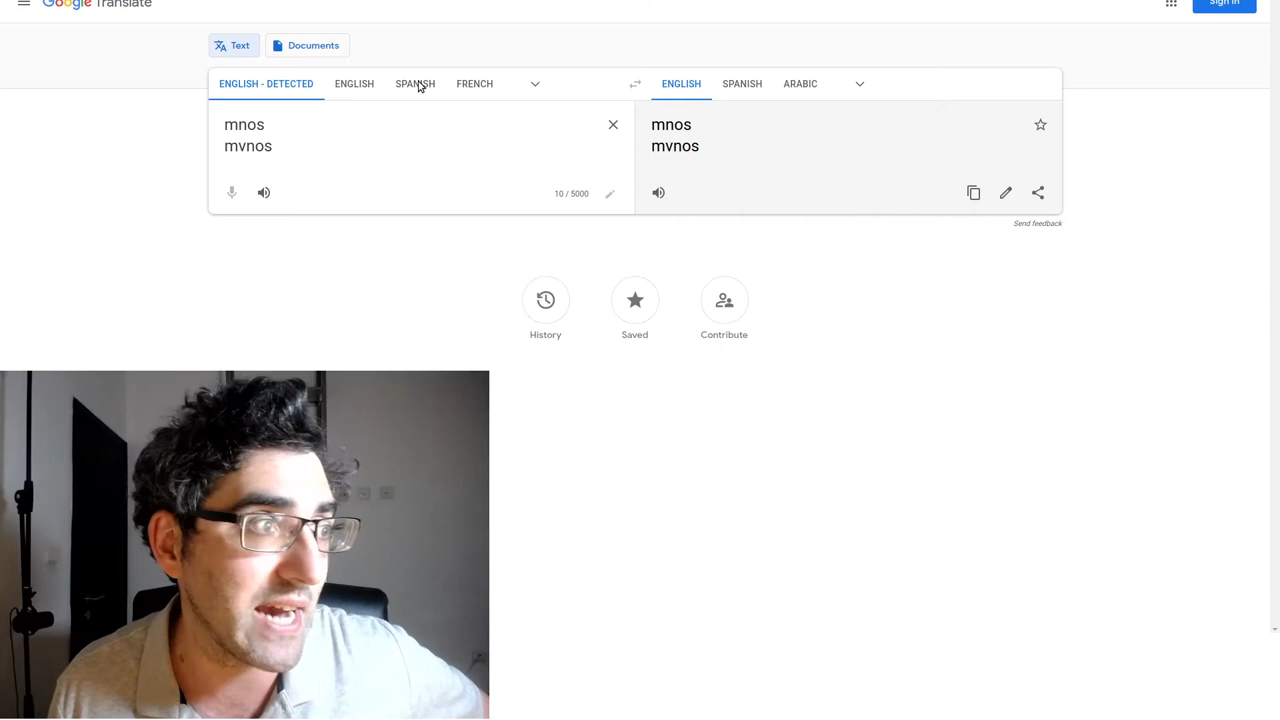 Google Translate
Sign in
Text
Documents
ENGLISH - DETECTED ENGLISH SPANISH FRENCH
ENGLISH SPANISH ARABIC
mnos
mvnos
10 / 5000
mnos
mvnos
Send feedback
History
Saved
Contribute